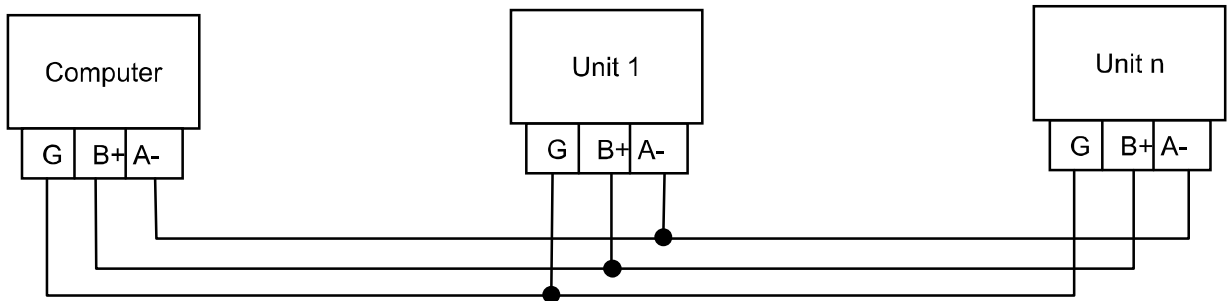 Computer
Unit 1
Unit n
G B+ A-
G B+ A-
G B+ A-